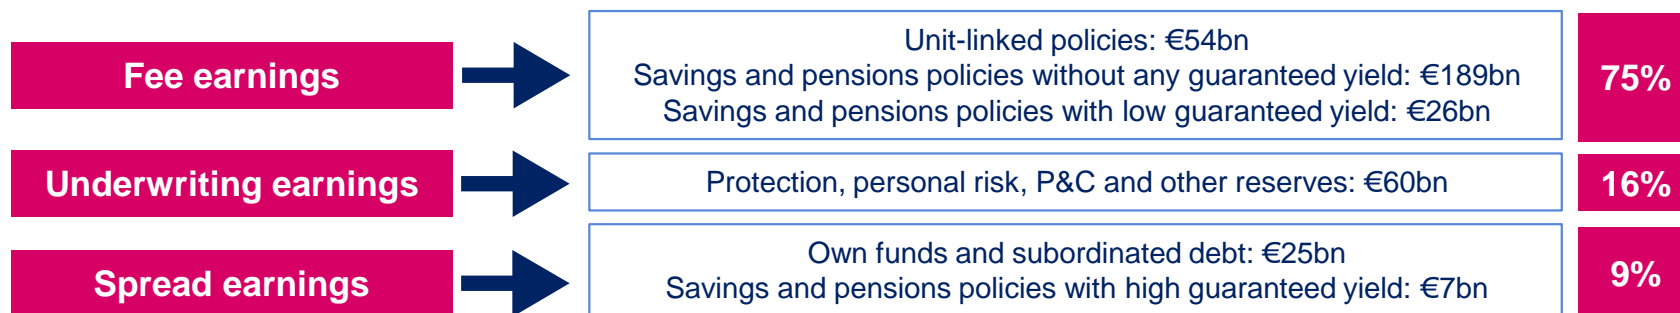 Fee earnings
Unit-linked policies: €54bn
Savings and pensions policies without any guaranteed yield: €189bn
Savings and pensions policies with low guaranteed yield: €26bn
75%
Underwriting earnings
Protection, personal risk, P&C and other reserves: €60bn
16%
Spread earnings
Own funds and subordinated debt: €25bn
Savings and pensions policies with high guaranteed yield: €7bn
9%